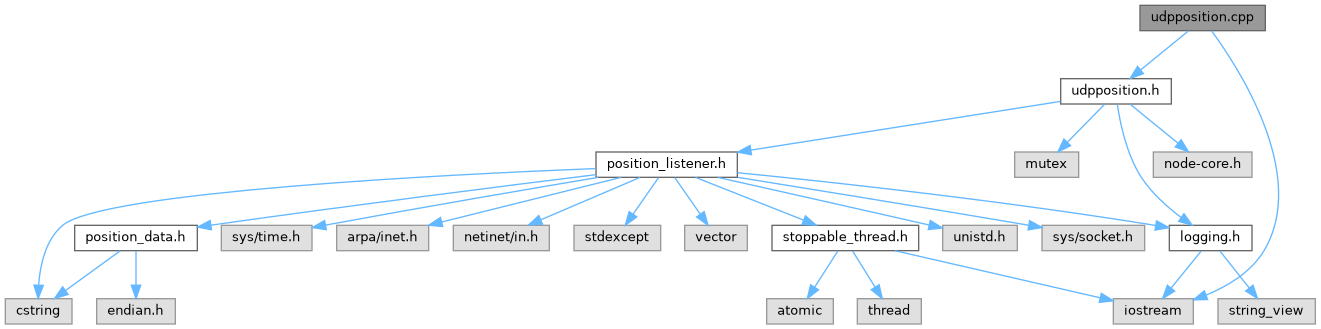 udpposition.cpp
udpposition.h
position_listener.h
mutex
node-core.h
position_data.h
sys/time.h
arpa/inet.h
netinet/in.h
stdexcept
vector
stoppable_thread.h
unistd.h
sys/socket.h
logging.h
cstring
endian.h
atomic
thread
iostream
string_view